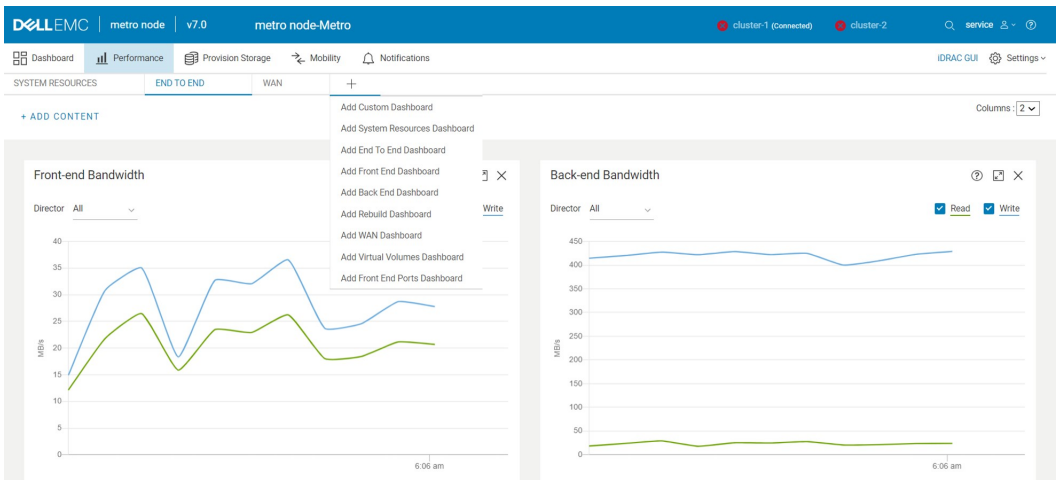 DELLEMC metro node v7.0 metro node-Metro cluster-1 (Connected) cluster-2 service
Dashboard Performance Provision Storage Mobility Notifications iDRAC GUI Settings
SYSTEM RESOURCES END TO END WAN +
+ ADD CONTENT
Columns : 2
Add Custom Dashboard
Add System Resources Dashboard
Add End To End Dashboard
Add Front End Dashboard
Add Back End Dashboard
Add Rebuild Dashboard
Add WAN Dashboard
Add Virtual Volumes Dashboard
Add Front End Ports Dashboard
Front-end Bandwidth
Director All Write
40
35
30
25
20
15
10
5
0
MB/s
6:06 am
Back-end Bandwidth
Director All Read Write
450
400
350
300
250
200
150
100
50
0
MB/s
6:06 am